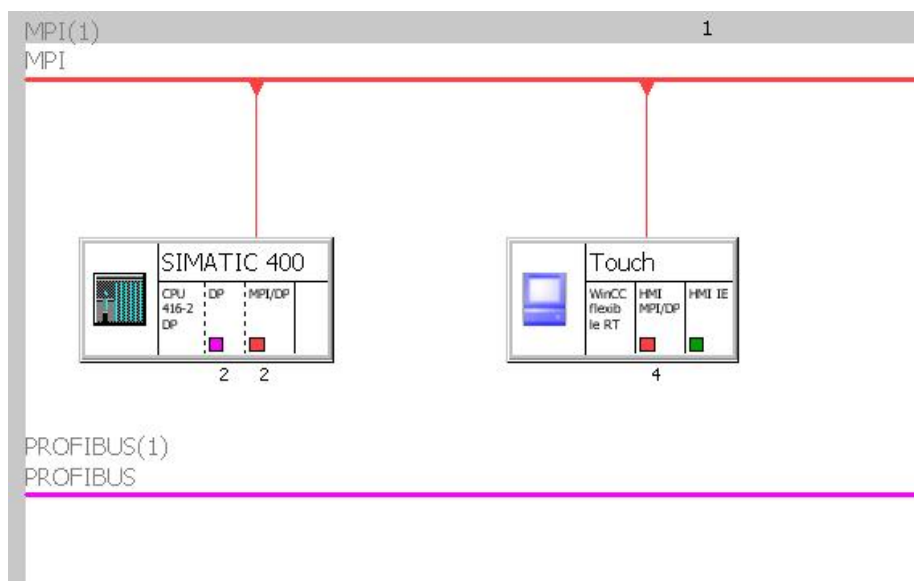 MPI(1)
1
MPI
SIMATIC 400
CPU 416-2 DP
DP
MPI/DP
2 2
Touch
WinCC flexib le RT
HMI MPI/DP
HMI IE
4
PROFIBUS(1)
PROFIBUS